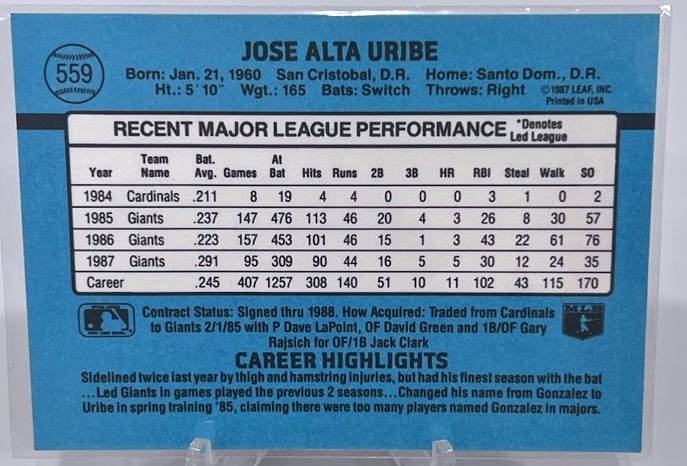 559
JOSE ALTA URIBE
Born: Jan. 21, 1960 San Cristobal, D.R. Home: Santo Dom., D.R.
Ht.: 5' 10" Wgt.: 165 Bats: Switch Throws: Right
©1987 LEAF, INC.
Printed in USA
RECENT MAJOR LEAGUE PERFORMANCE *Denotes Led League
Year Team Name Bat. Avg. Games At Bat Hits Runs 2B 3B HR RBI Steal Walk SO
1984 Cardinals .211 8 19 4 4 0 0 0 3 1 0 2
1985 Giants .237 147 476 113 46 20 4 3 26 8 30 57
1986 Giants .223 157 453 101 46 15 1 3 43 22 61 76
1987 Giants .291 95 309 90 44 16 5 5 30 12 24 35
Career .245 407 1257 308 140 51 10 11 102 43 115 170
Contract Status: Signed thru 1988. How Acquired: Traded from Cardinals
to Giants 2/1/85 with P Dave LaPoint, OF David Green and 1B/OF Gary
Rajsich for OF/1B Jack Clark
MLB
CAREER HIGHLIGHTS
Sidelined twice last year by thigh and hamstring injuries, but had his finest season with the bat
...Led Giants in games played the previous 2 seasons...Changed his name from Gonzalez to
Uribe in spring training '85, claiming there were too many players named Gonzalez in majors.